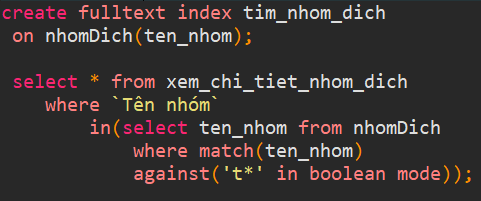 create fulltext index tim_nhom_dich
on nhomDich(ten_nhom);
select * from xem_chi_tiet_nhom_dich
where `Tên nhóm`
in(select ten_nhom from nhomDich
where match(ten_nhom)
against('t*' in boolean mode));